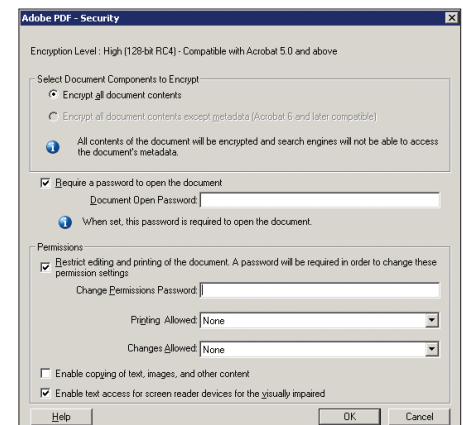 Adobe PDF - Security
Encryption Level : High (128-bit RC4) - Compatible with Acrobat 5.0 and above
Select Document Components to Encrypt
Encrypt all document contents
Encrypt all document contents except metadata (Acrobat 6 and later compatible)
All contents of the document will be encrypted and search engines will not be able to access
the document's metadata.
Require a password to open the document
Document Open Password:
When set, this password is required to open the document.
Permissions
Restrict editing and printing of the document. A password will be required in order to change these
permission settings
Change Permissions Password:
Printing Allowed: None
Changes Allowed: None
Enable copying of text, images, and other content
Enable text access for screen reader devices for the visually impaired
Help OK Cancel